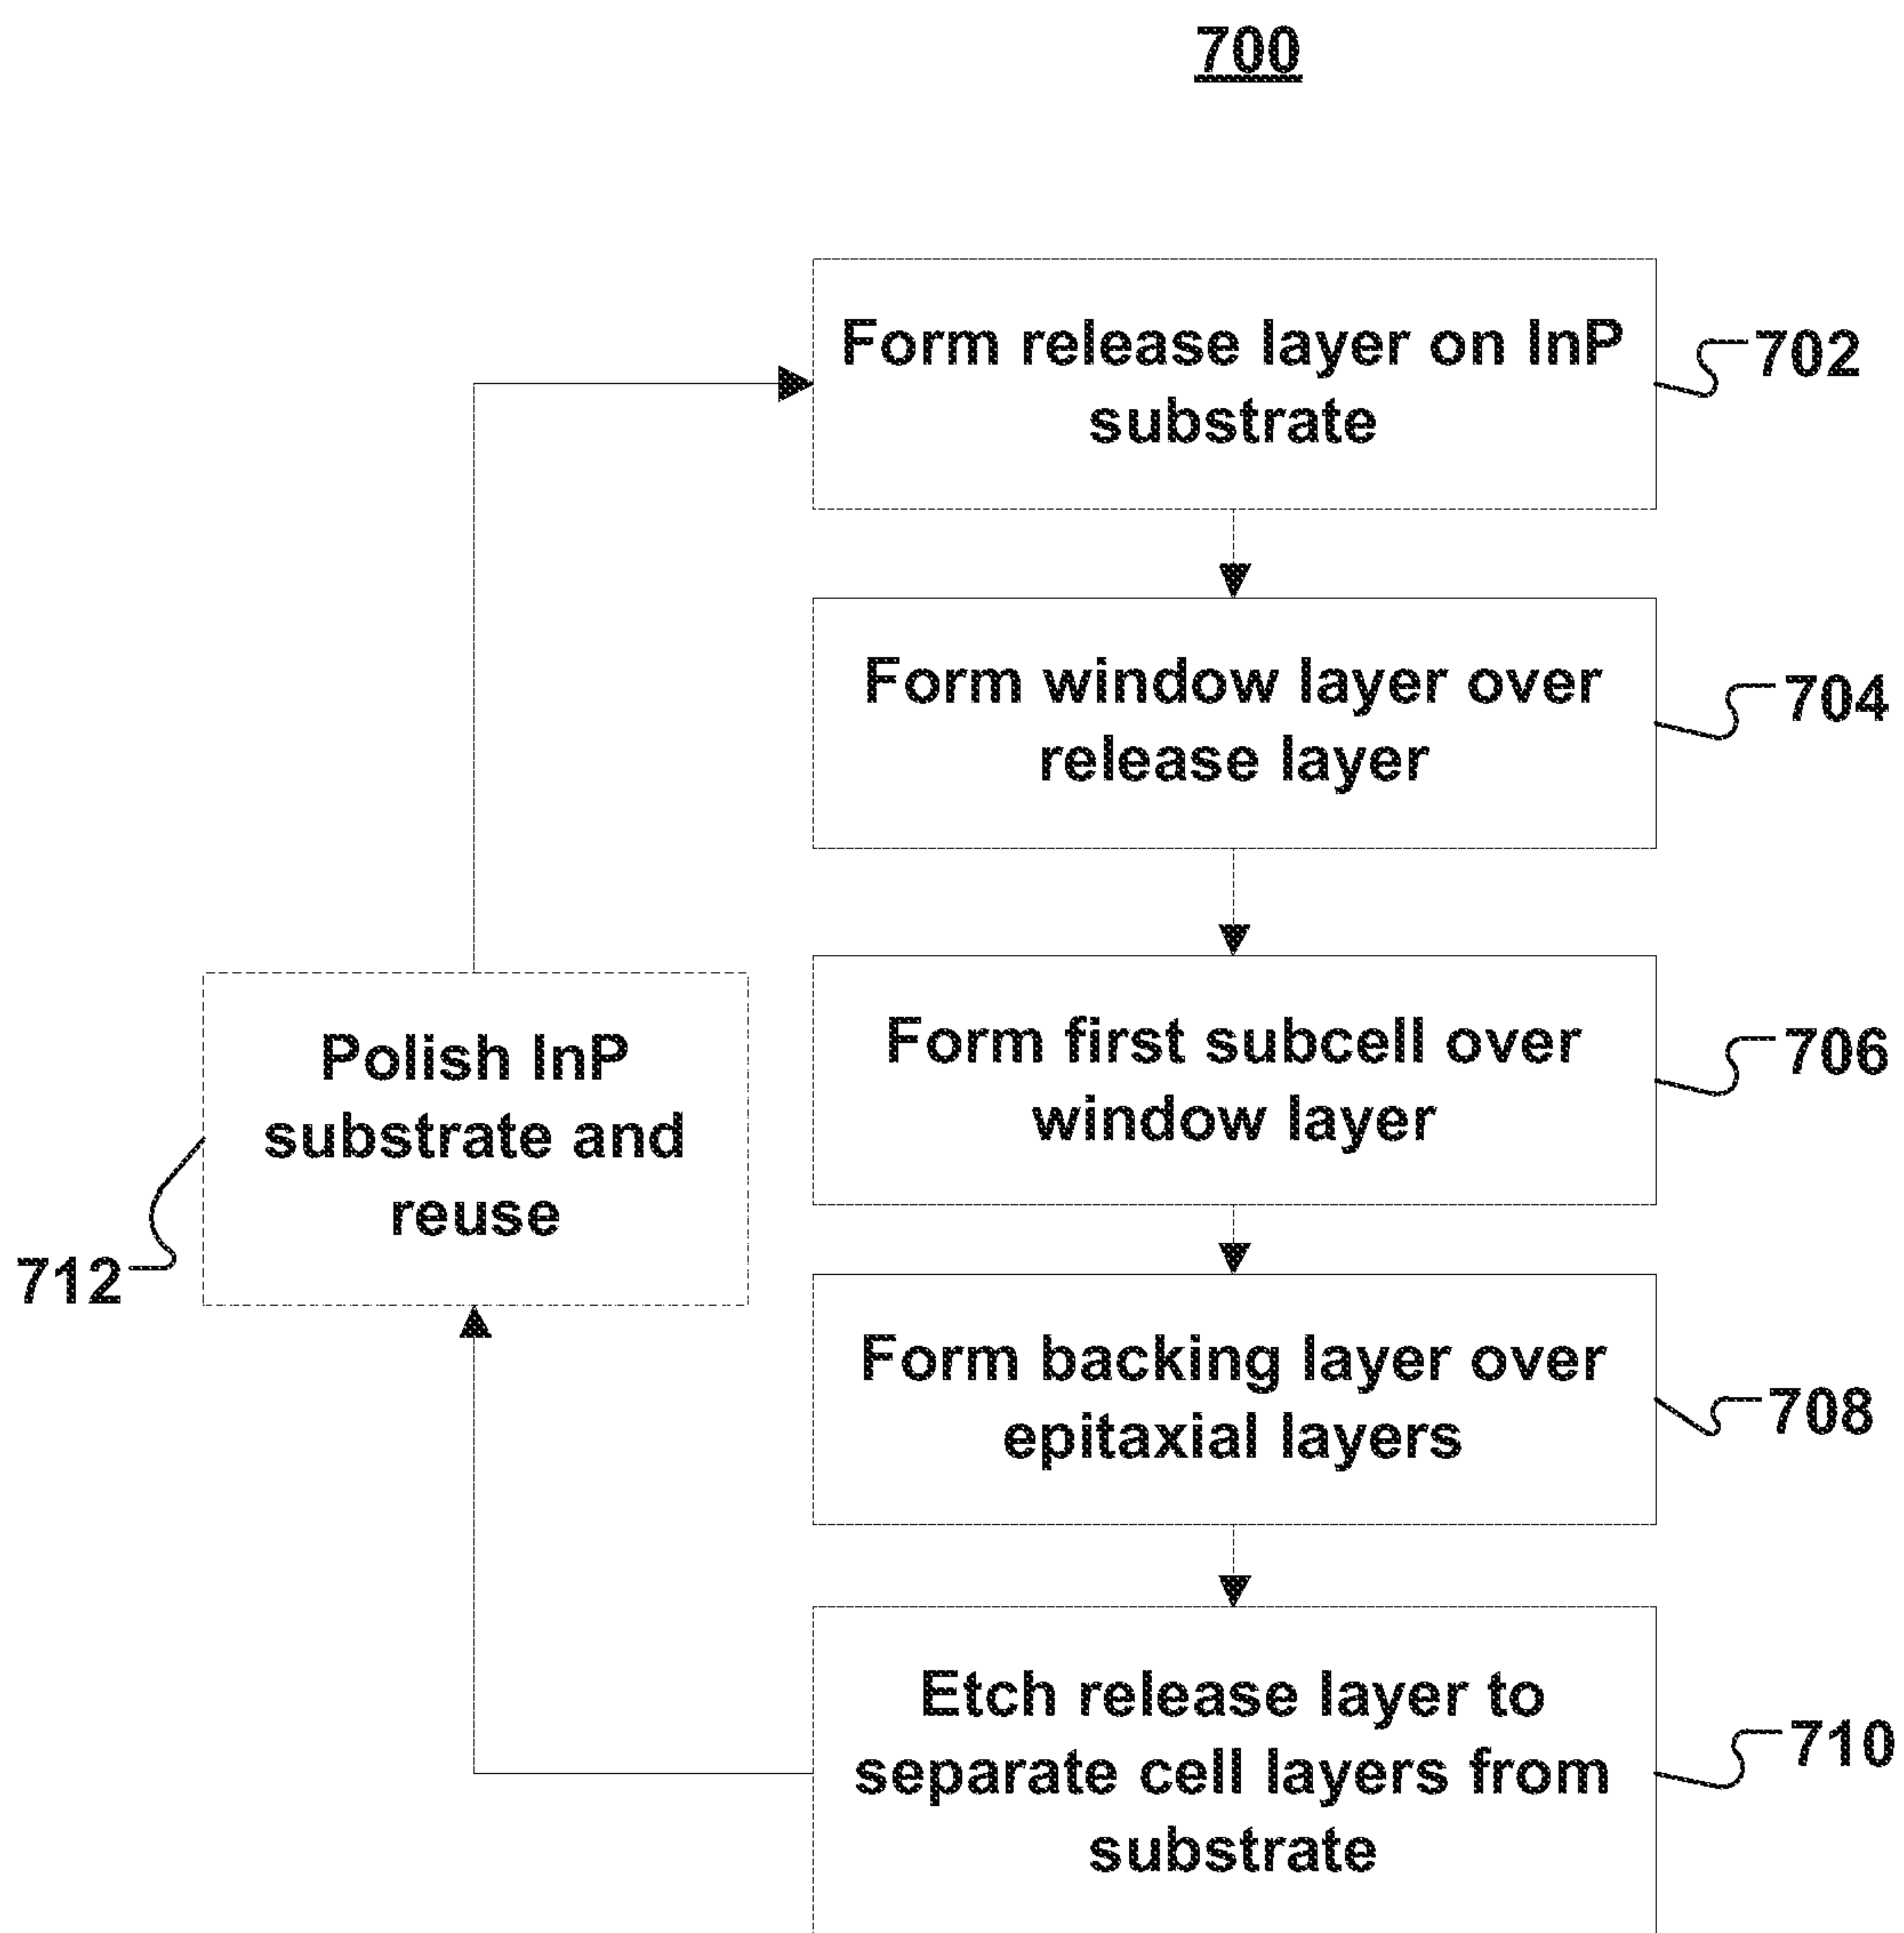 700
Form release layer on InP
substrate
702
Form window layer over
release layer
704
Form first subcell over
window layer
706
Polish InP
substrate and
reuse
712
Form backing layer over
epitaxial layers
708
Etch release layer to
separate cell layers from
substrate
710